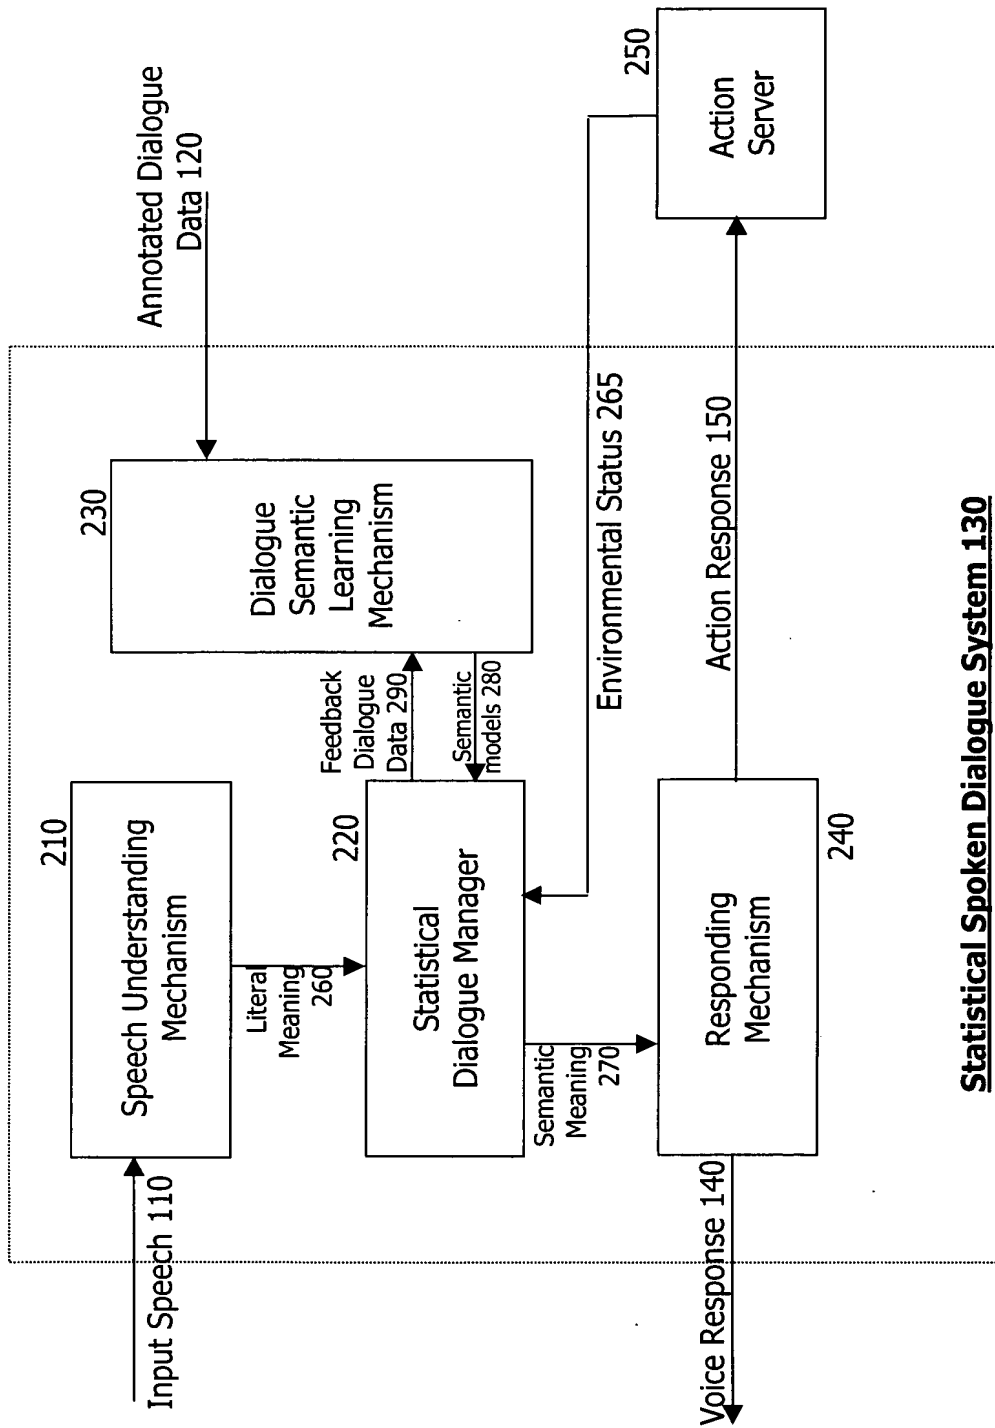 Input Speech 110
210
Speech Understanding
Mechanism
Literal
Meaning
260
220
Statistical
Dialogue Manager
Feedback
Dialogue
Data 290
Semantic
models 280
230
Dialogue
Semantic
Learning
Mechanism
Annotated Dialogue
Data 120
Semantic
Meaning
270
Environmental Status 265
Voice Response 140
Responding
Mechanism
240
Action Response 150
250
Action
Server
Statistical Spoken Dialogue System 130